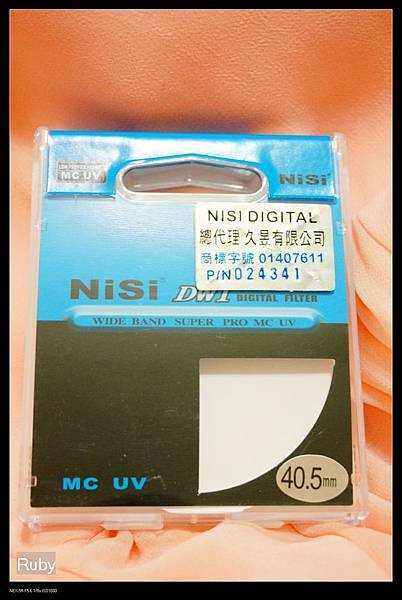 MC UV
NiSi
NISI DIGITAL
總代理 久昱有限公司
商標字號 01407611
P/N 024341
NiSi DW1 DIGITAL FILTER
WIDE BAND SUPER PRO MC UV
MC UV
40.5mm
Ruby